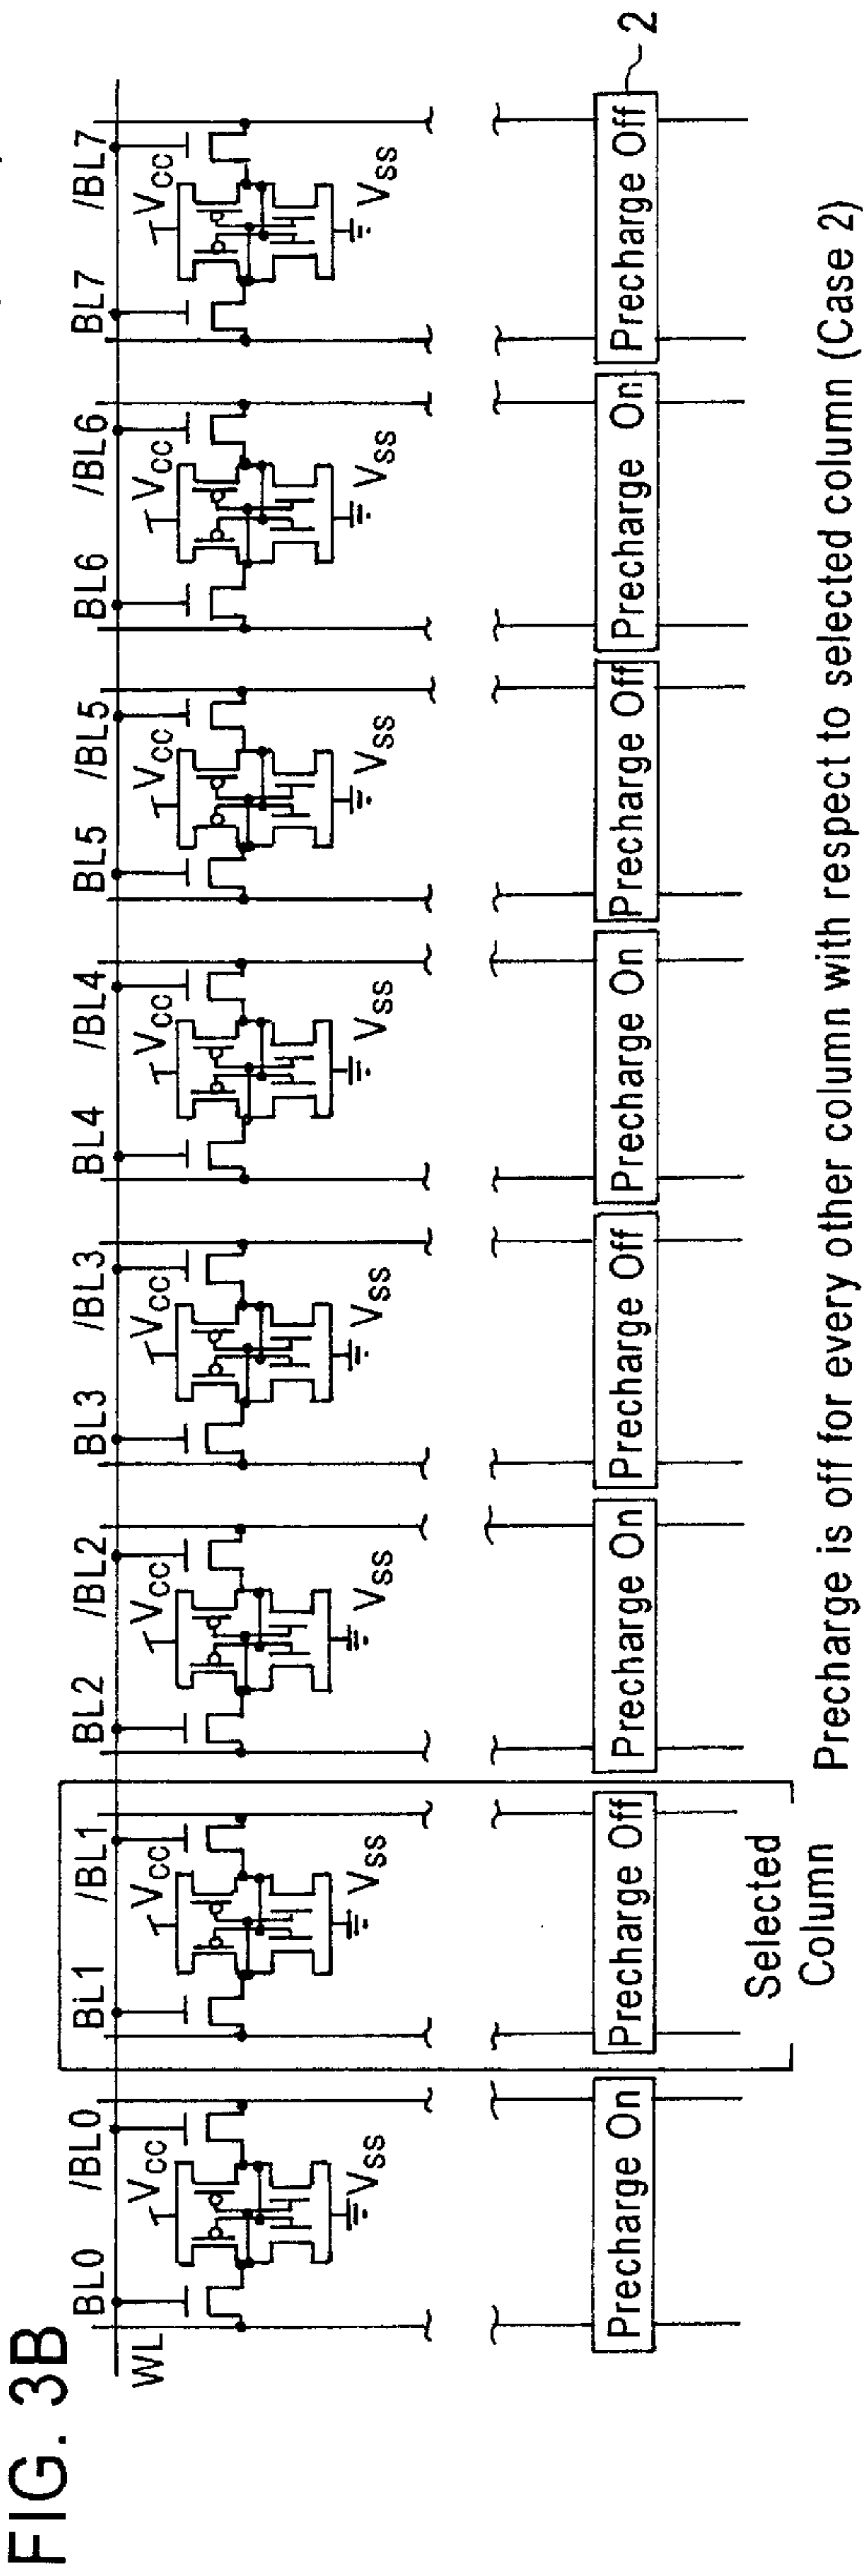 FIG. 3B
BL0 /BL0 BL1 /BL1 BL2 /BL2 BL3 /BL3 BL4 /BL4 BL5 /BL5 BL6 /BL6 BL7 /BL7
WL
VCC VCC VCC VCC VCC VCC VCC VCC
VSS VSS VSS VSS VSS VSS VSS VSS
Precharge On Precharge Off Precharge On Precharge Off Precharge On Precharge Off Precharge On Precharge Off 2
Selected
Column
Precharge is off for every other column with respect to selected column (Case 2)